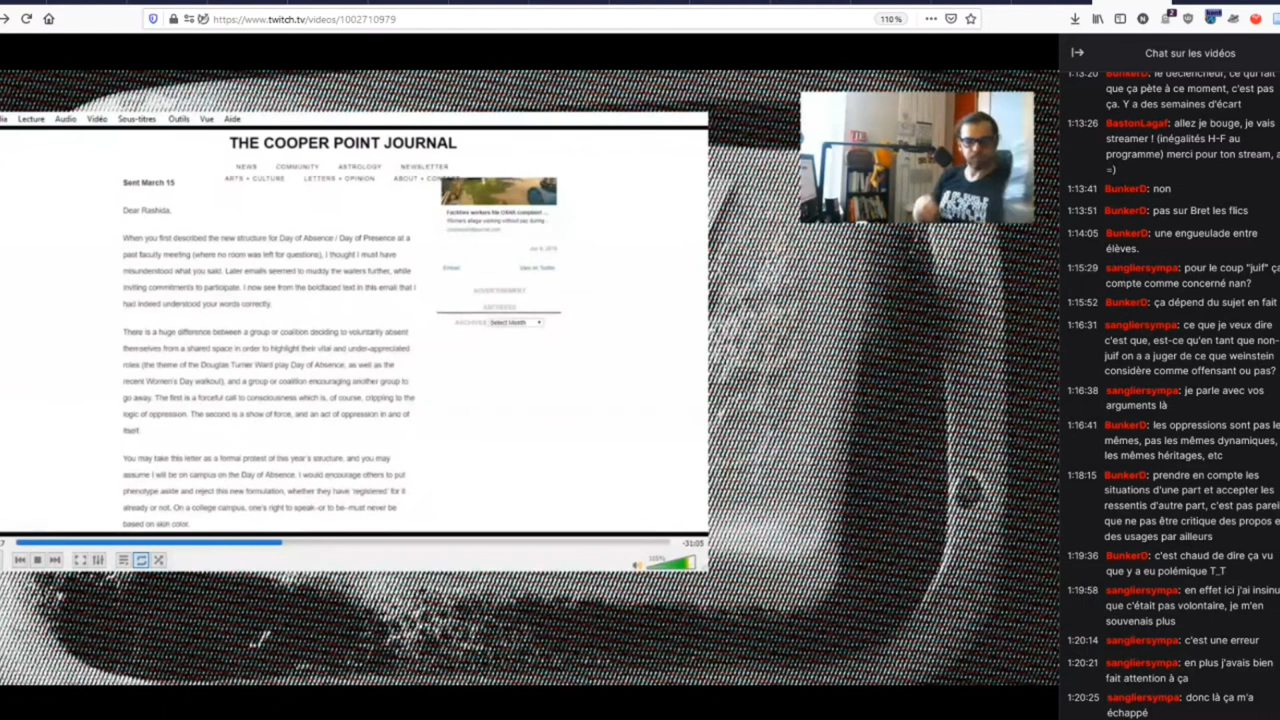 https://www.twitch.tv/videos/1002710979
110 %
Chat sur les vidéos
Lecture Audio Vidéo Sous-titres Outils Vue Aide
THE COOPER POINT JOURNAL
NEWS COMMUNITY ASTROLOGY NEWSLETTER
ARTS + CULTURE LETTERS + OPINION ABOUT +
Sent March 15
Dear Rashida,
When you first described the new structure for Day of Absence / Day of Presence at a
past faculty meeting (where no room was left for questions), I thought I must have
misunderstood what you said. Later emails seemed to muddy the waters further, while
inviting commitments to participate. I now see from the boldfaced text in this email that I
had indeed understood your words correctly.
There is a huge difference between a group or coalition deciding to voluntarily absent
themselves from a shared space in order to highlight their vital and under-appreciated
roles (the theme of the Douglas Turner Ward play Day of Absence, as well as the
recent Women's Day walkout), and a group or coalition encouraging another group to
go away. The first is a forceful call to consciousness which is, of course, crippling to the
logic of oppression. The second is a show of force, and an act of oppression in and of
itself.
You may take this letter as a formal protest of this year's structure, and you may
assume I will be on campus on the Day of Absence. I would encourage others to put
phenotype aside and reject this new formulation, whether they have 'registered' for it
already or not. On a college campus, one's right to speak–or to be–must never be
based on skin color.
Embed View on Twitter
ADVERTISEMENT
ARCHIVES
ARCHIVES Select Month
-31:05
105%
1:13:20 BunkerD: le déclencheur, ce qui fait
que ça pète à ce moment, c'est pas
ça. Y a des semaines d'écart
1:13:26 BastonLagaf: allez je bouge, je vais
streamer ! (inégalités H-F au
programme) merci pour ton stream,
=)
1:13:41 BunkerD: non
1:13:51 BunkerD: pas sur Bret les flics
1:14:05 BunkerD: une engueulade entre
élèves.
1:15:29 sangliersympa: pour le coup "juif" ça
compte comme concerné nan?
1:15:52 BunkerD: ça dépend du sujet en fait
1:16:31 sangliersympa: ce que je veux dire
c'est que, est-ce qu'en tant que non-
juif on a a juger de ce que weinstein
considère comme offensant ou pas?
1:16:38 sangliersympa: je parle avec vos
arguments là
1:16:41 BunkerD: les oppressions sont pas le
mêmes, pas les mêmes dynamiques,
les mêmes héritages, etc
1:18:15 BunkerD: prendre en compte les
situations d'une part et accepter les
ressentis d'autre part, c'est pas parei
que ne pas être critique des propos e
des usages par ailleurs
1:19:36 BunkerD: c'est chaud de dire ça vu
que y a eu polémique T_T
1:19:58 sangliersympa: en effet ici j'ai insinu
que c'était pas volontaire, je m'en
souvenais plus
1:20:14 sangliersympa: c'est une erreur
1:20:21 sangliersympa: en plus j'avais bien
fait attention à ça
1:20:25 sangliersympa: donc là ça m'a
échappé